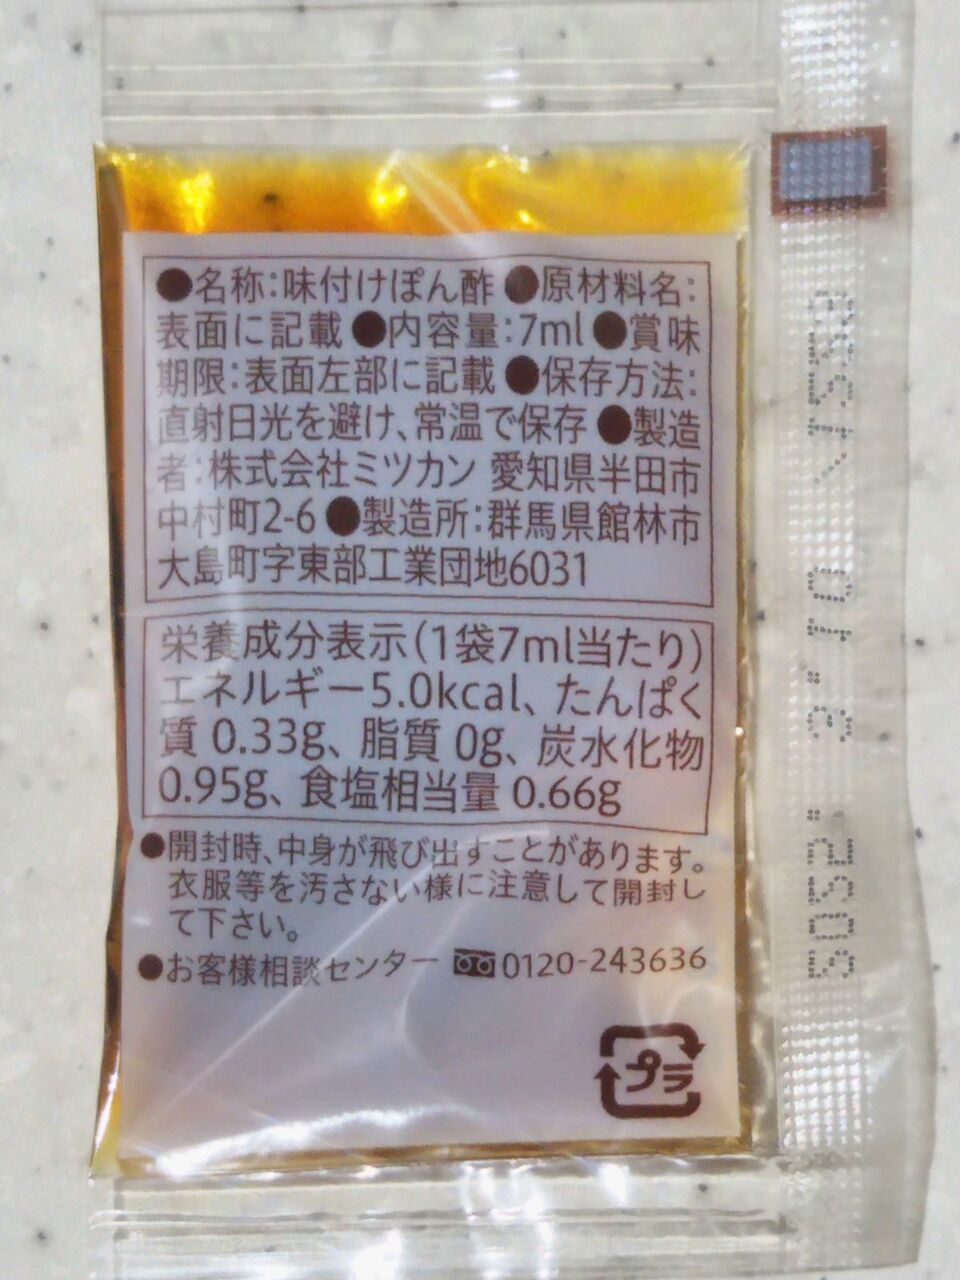 ●名称:味付けぽん酢 ●原材料名:
表面に記載 ●内容量:7ml ●賞味
期限:表面左部に記載 ●保存方法:
直射日光を避け、常温で保存 ●製造
者:株式会社ミツカン 愛知県半田市
中村町2-6 ●製造所:群馬県館林市
大島町字東部工業団地6031
栄養成分表示(1袋7ml当たり)
エネルギー5.0kcal、たんぱく
質 0.33g、脂質 0g、炭水化物
0.95g、食塩相当量 0.66g
●開封時、中身が飛び出すことがあります。
衣服等を汚さない様に注意して開封し
て下さい。
●お客様相談センター 0120-243636
プラ